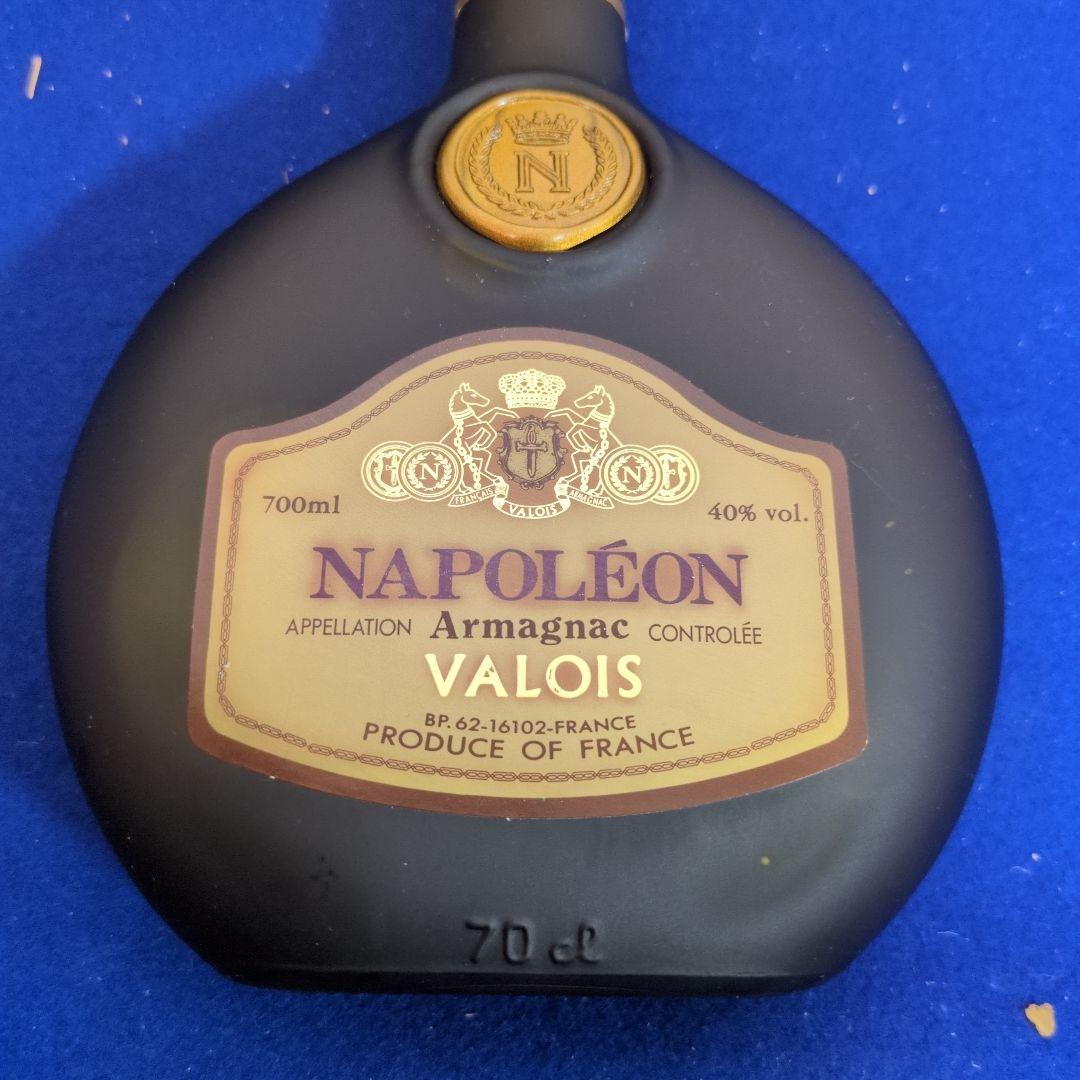 N
N
N
FRANÇAIS VALOIS ARMAGNAC
700ml 40% vol.
NAPOLÉON
APPELLATION Armagnac CONTROLÉE
VALOIS
BP. 62-16102-FRANCE
PRODUCE OF FRANCE
70 cl